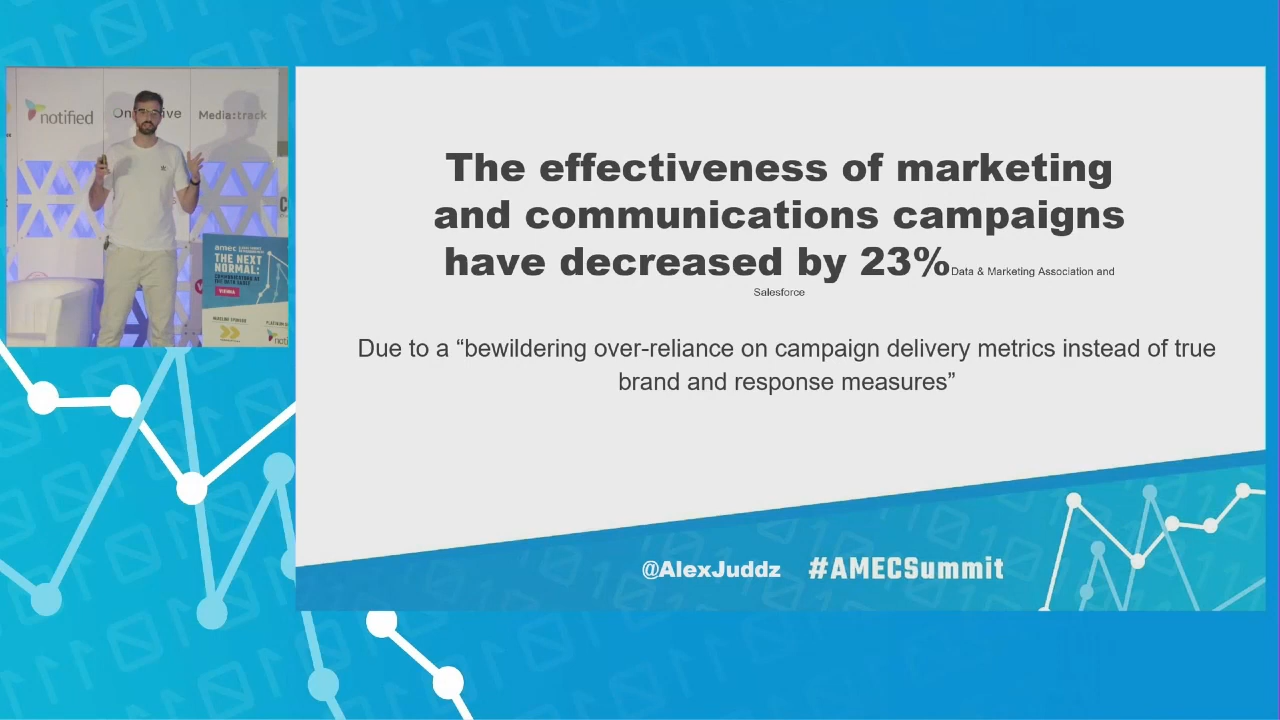 notified
Media:track
amec
THE NEXT
NORMAL:
VIENNA
The effectiveness of marketing
and communications campaigns
have decreased by 23% Data & Marketing Association and
Salesforce
Due to a “bewildering over-reliance on campaign delivery metrics instead of true
brand and response measures”
@AlexJuddz #AMECSummit